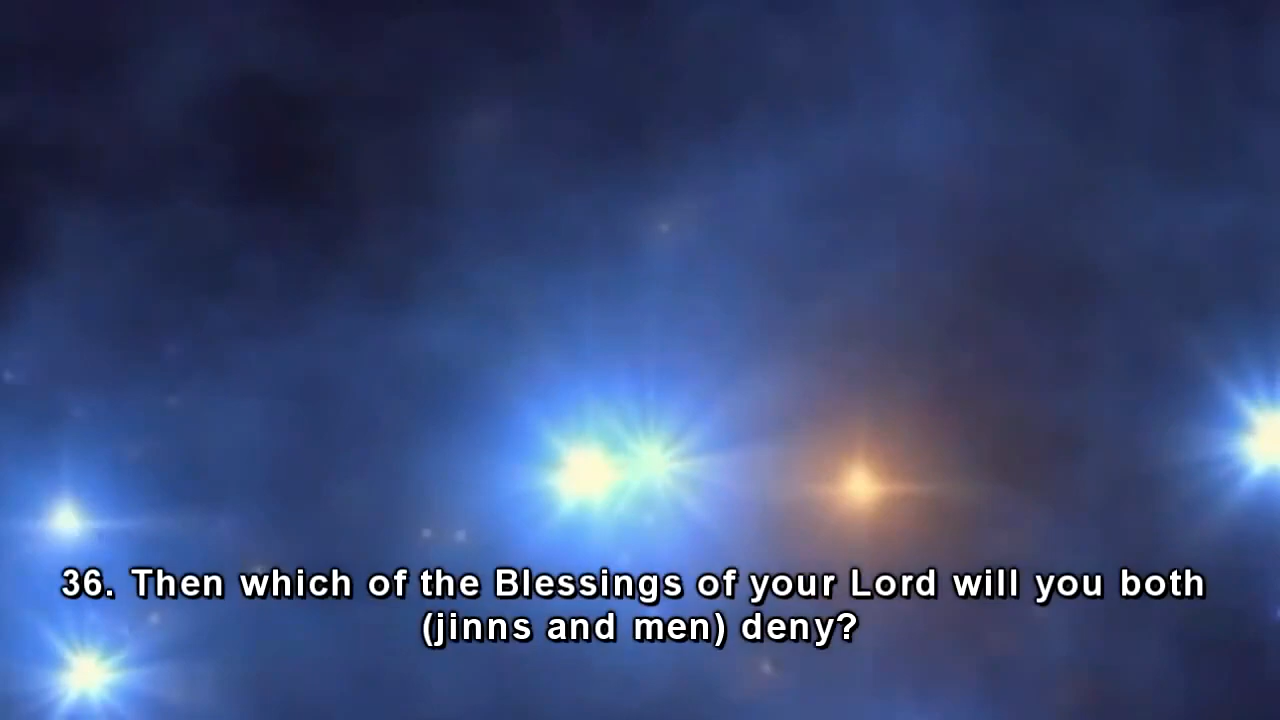 36. Then which of the Blessings of your Lord will you both
(jinns and men) deny?